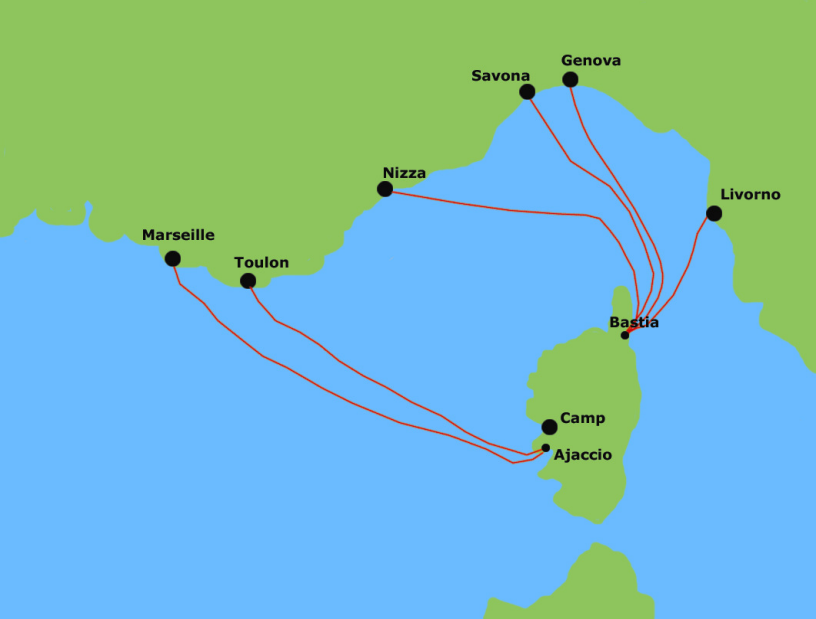 Genova
Savona
Nizza
Livorno
Marseille
Toulon
Bastia
Camp
Ajaccio